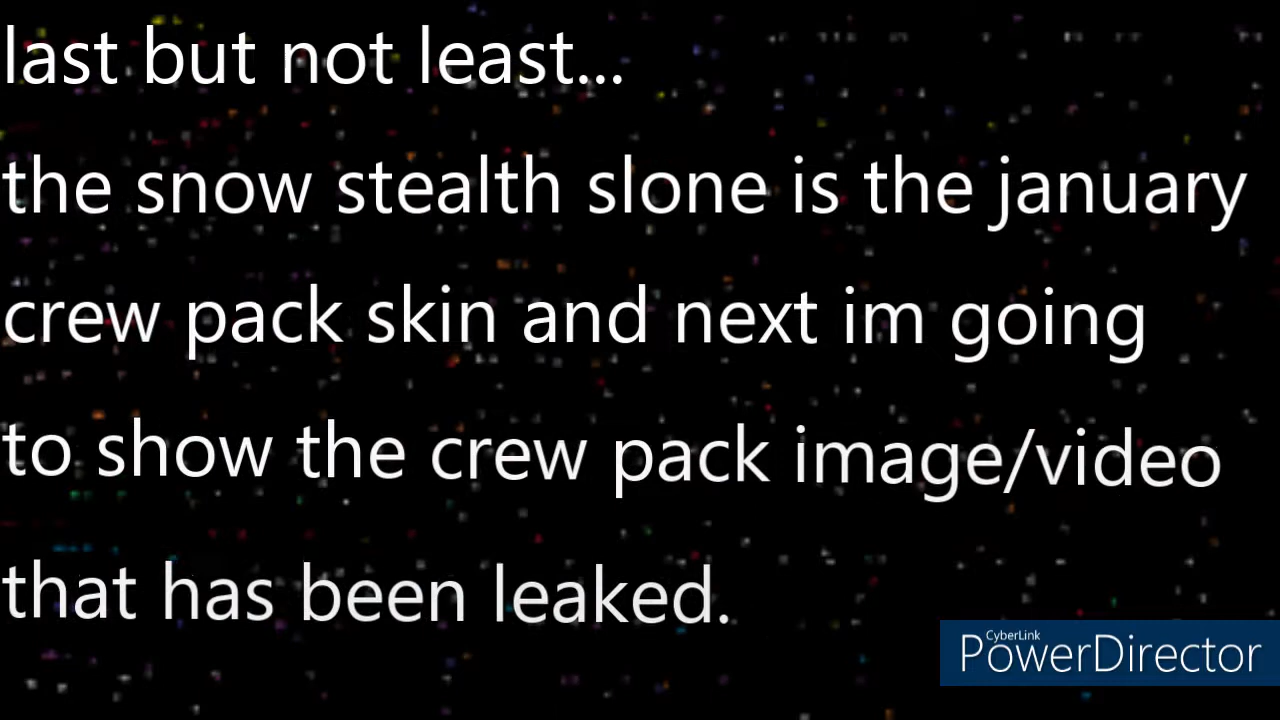 last but not least...
the snow stealth slone is the january
crew pack skin and next im going
to show the crew pack image/video
that has been leaked.
CyberLink
PowerDirector